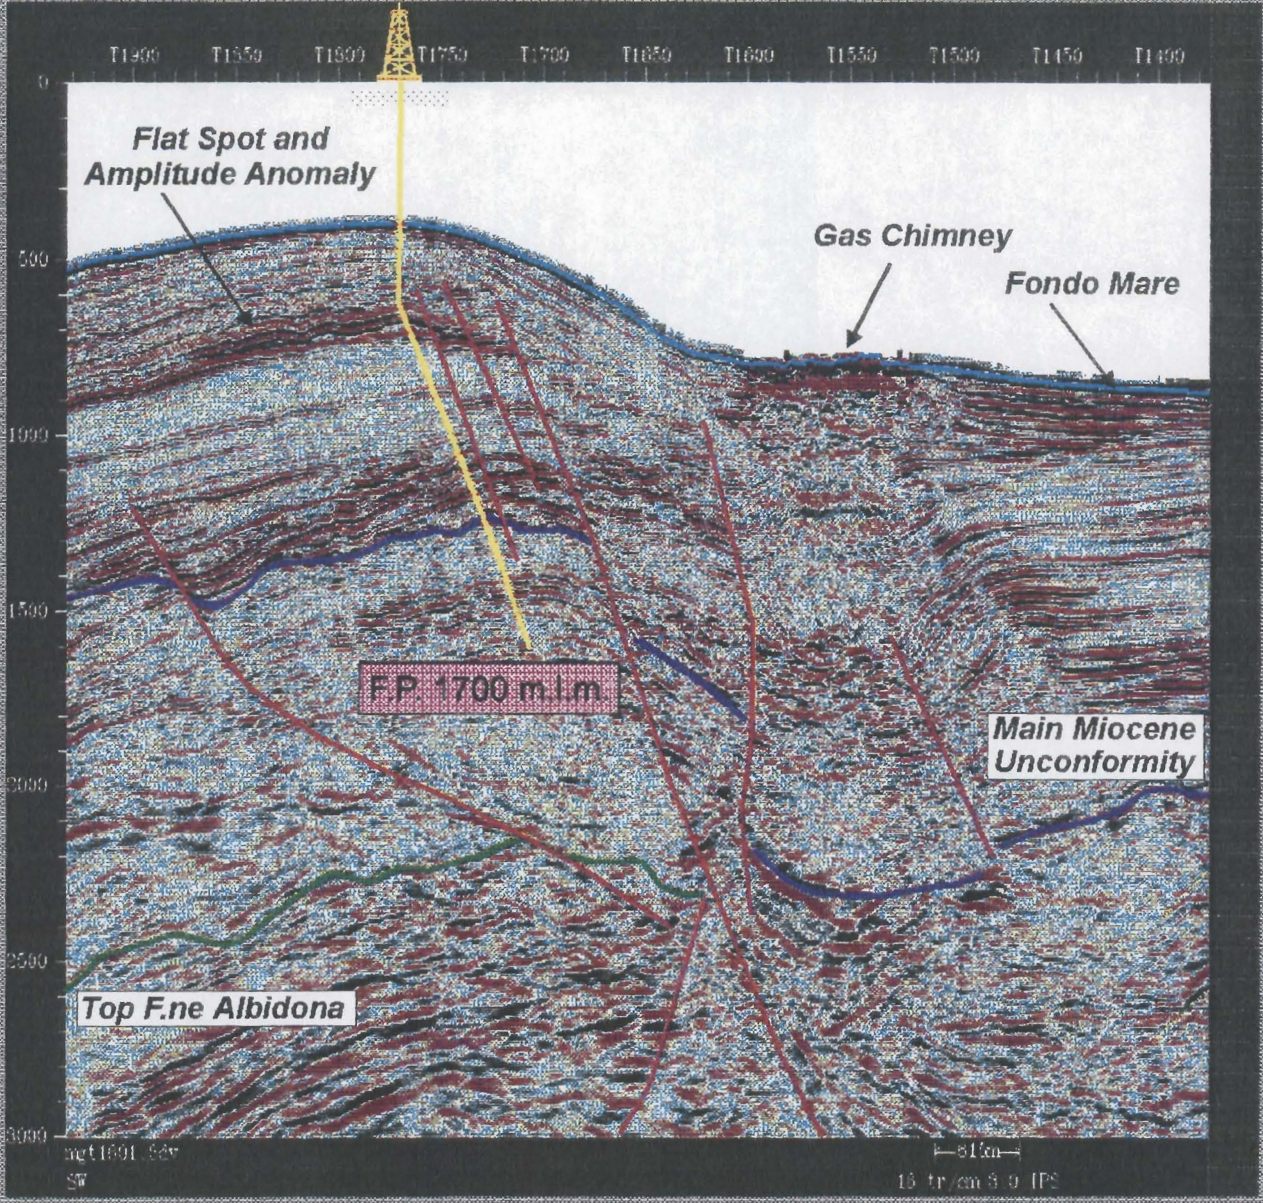 T1900 T1850 T1800 T1750 T1700 T1650 T1600 T1550 T1500 T1450 T1400
0
Flat Spot and
Amplitude Anomaly
Gas Chimney
500
Fondo Mare
1000
1500
F.P. 1700 m.l.m.
Main Miocene
Unconformity
2000
2500
Top F.ne Albidona
3000
SW